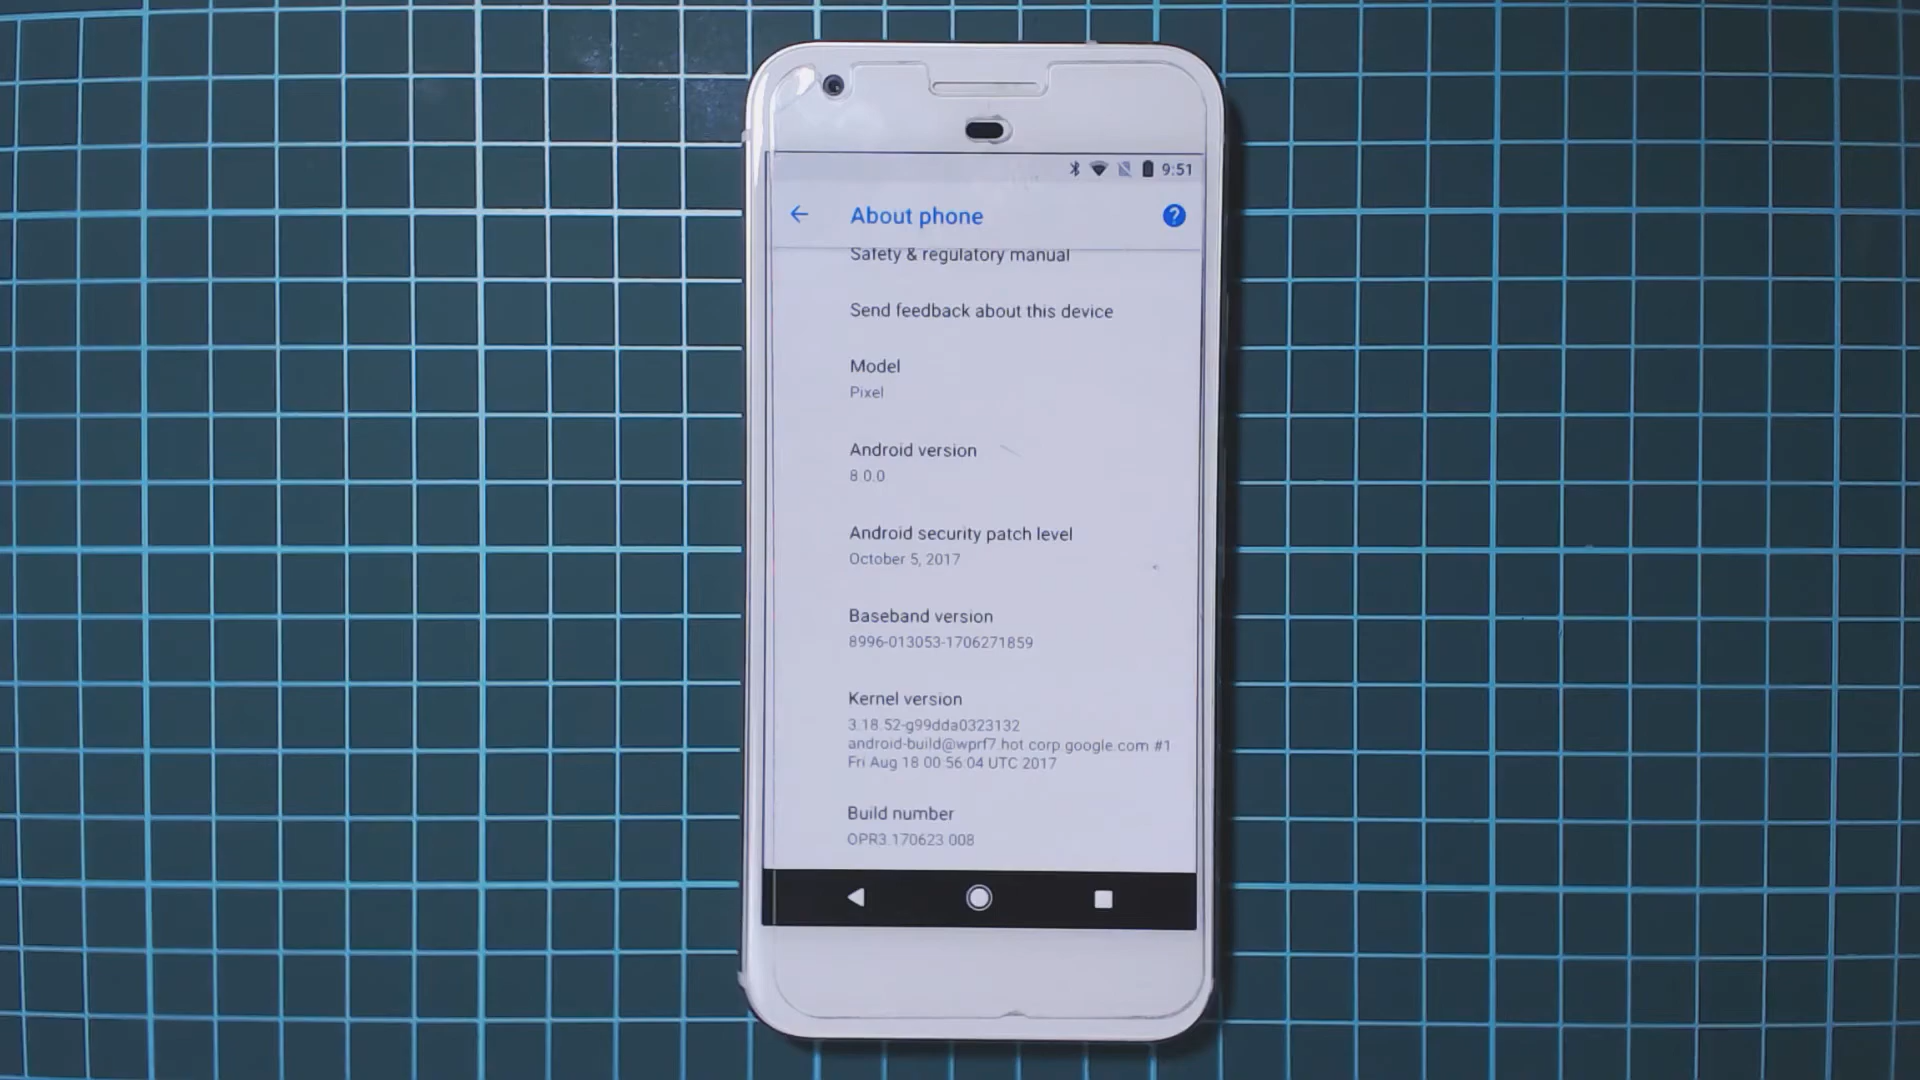 9:51
About phone
?
Safety & regulatory manual
Send feedback about this device
Model
Pixel
Android version
8.0.0
Android security patch level
October 5, 2017
Baseband version
8996-013053-1706271859
Kernel version
3.18.52-g99dda0323132
android-build@wprf7.hot.corp.google.com #1
Fri Aug 18 00:56:04 UTC 2017
Build number
OPR3.170623.008